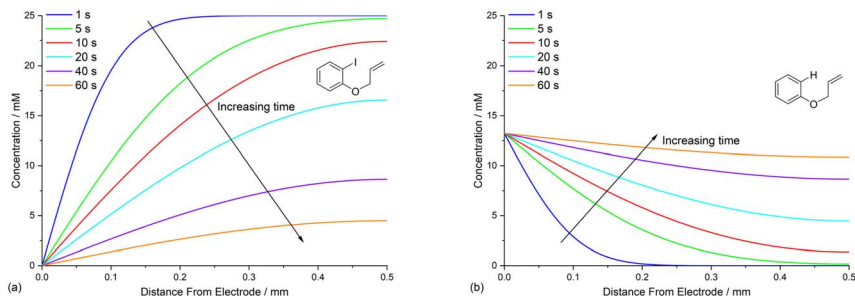 25
20
15
10
5
0
Concentration / mM
1 s
5 s
10 s
20 s
40 s
60 s
I
O
Increasing time
0.0 0.1 0.2 0.3 0.4 0.5
(a) Distance From Electrode / mm
25
20
15
10
5
0
Concentration / mM
1 s
5 s
10 s
20 s
40 s
60 s
H
O
Increasing time
0.0 0.1 0.2 0.3 0.4 0.5
(b) Distance From Electrode / mm